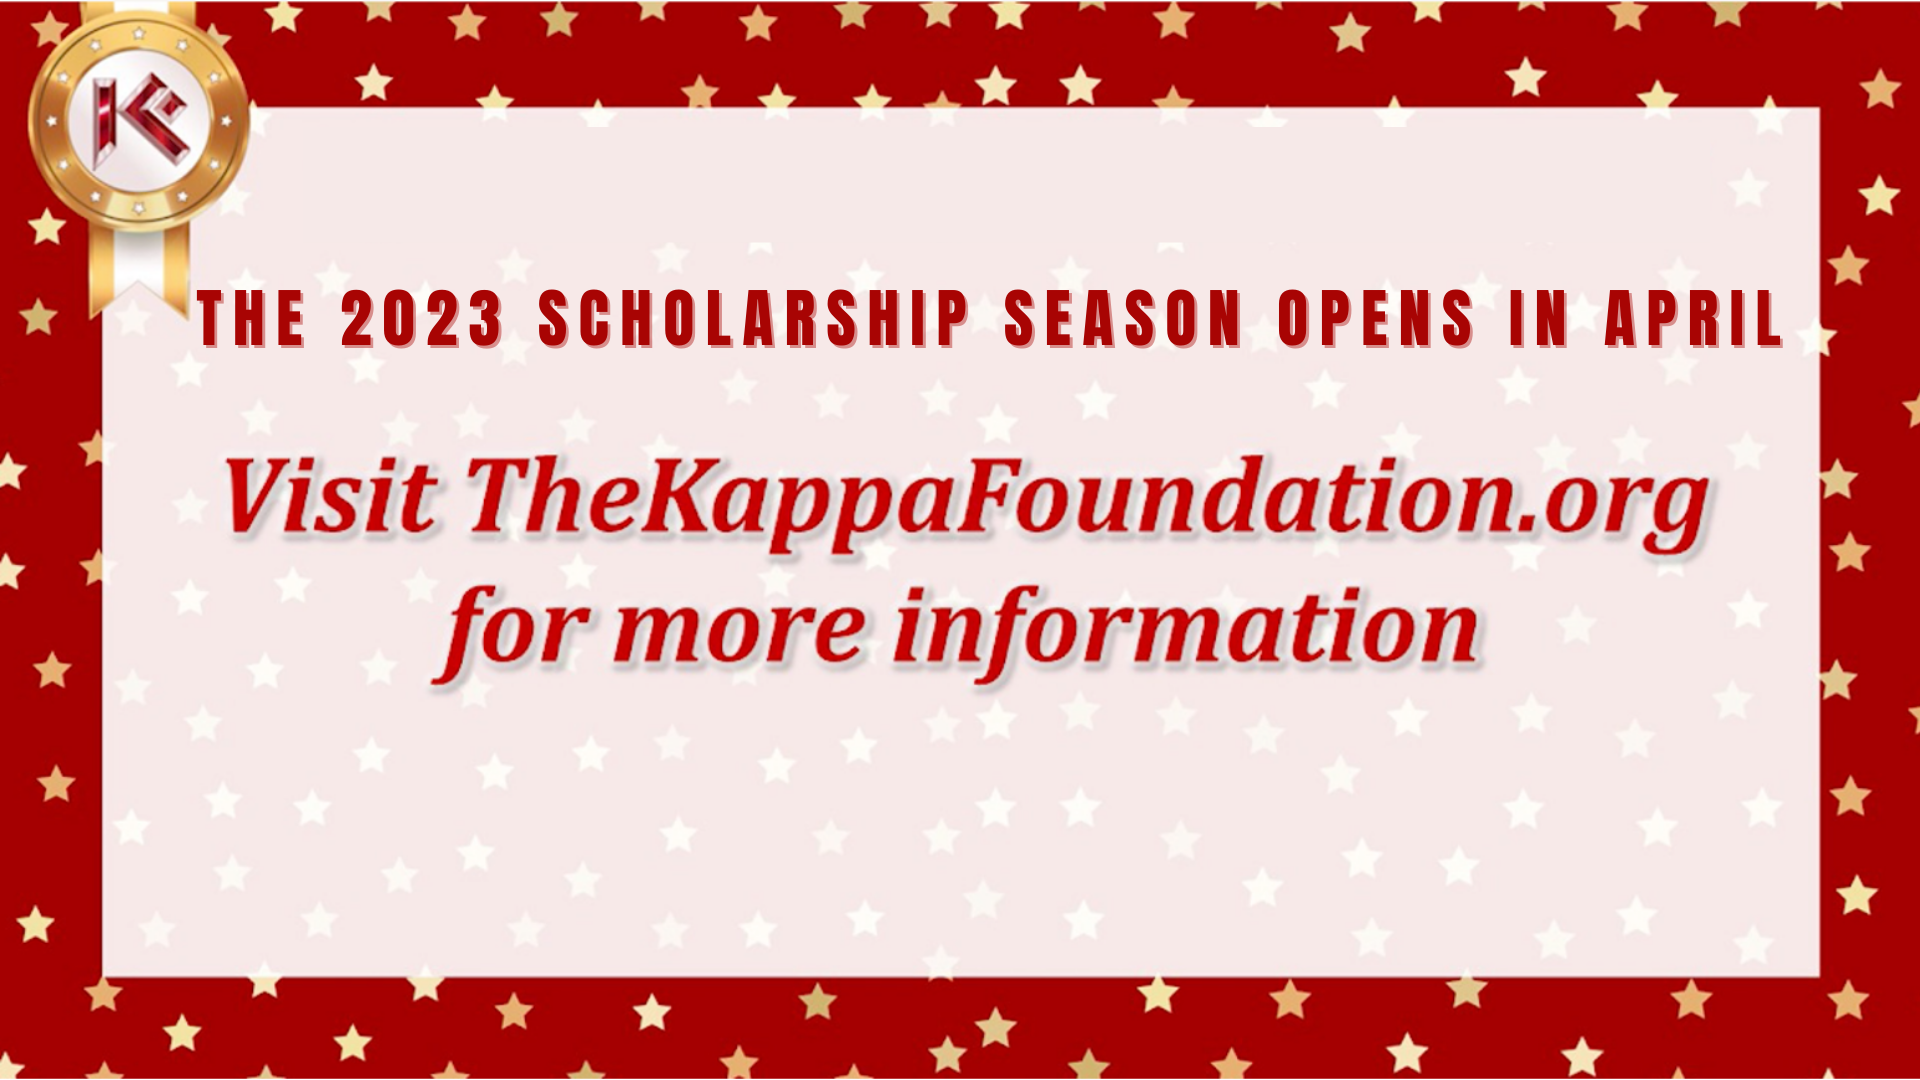 K
THE 2023 SCHOLARSHIP SEASON OPENS IN APRIL
Visit TheKappaFoundation.org
for more information